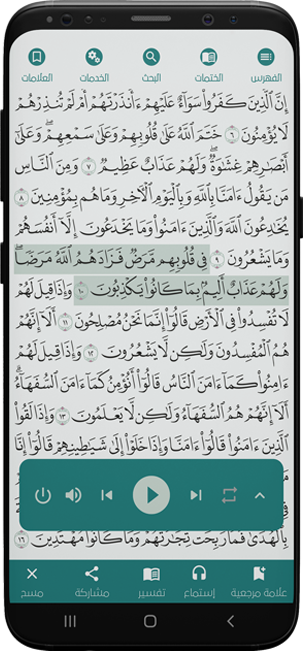 الفهرس الختمات البحث الخدمات العلامات
إِنَّ ٱلَّذِينَ كَفَرُوا۟ سَوَآءٌ عَلَيْهِمْ ءَأَنذَرْتَهُمْ أَمْ لَمْ تُنذِرْهُمْ
لَا يُؤْمِنُونَ ٦ خَتَمَ ٱللَّهُ عَلَىٰ قُلُوبِهِمْ وَعَلَىٰ سَمْعِهِمْ ۖ وَعَلَىٰ
أَبْصَٰرِهِمْ غِشَٰوَةٌ ۖ وَلَهُمْ عَذَابٌ عَظِيمٌ ٧ وَمِنَ ٱلنَّاسِ
مَن يَقُولُ ءَامَنَّا بِٱللَّهِ وَبِٱلْيَوْمِ ٱلْءَاخِرِ وَمَا هُم بِمُؤْمِنِينَ ٨
يُخَٰدِعُونَ ٱللَّهَ وَٱلَّذِينَ ءَامَنُوا۟ وَمَا يَخْدَعُونَ إِلَّآ أَنفُسَهُمْ
وَمَا يَشْعُرُونَ ٩ فِى قُلُوبِهِم مَّرَضٌ فَزَادَهُمُ ٱللَّهُ مَرَضًا ۖ
وَلَهُمْ عَذَابٌ أَلِيمٌۢ بِمَا كَانُوا۟ يَكْذِبُونَ ١٠ وَإِذَا قِيلَ لَهُمْ
لَا تُفْسِدُوا۟ فِى ٱلْأَرْضِ قَالُوٓا۟ إِنَّمَا نَحْنُ مُصْلِحُونَ ١١ أَلَآ إِنَّهُمْ
هُمُ ٱلْمُفْسِدُونَ وَلَٰكِن لَّا يَشْعُرُونَ ١٢ وَإِذَا قِيلَ لَهُمْ
ءَامِنُوا۟ كَمَآ ءَامَنَ ٱلنَّاسُ قَالُوٓا۟ أَنُؤْمِنُ كَمَآ ءَامَنَ ٱلسُّفَهَآءُ ۗ
أَلَآ إِنَّهُمْ هُمُ ٱلسُّفَهَآءُ وَلَٰكِن لَّا يَعْلَمُونَ ١٣ وَإِذَا لَقُوا۟
ٱلَّذِينَ ءَامَنُوا۟ قَالُوٓا۟ ءَامَنَّا وَإِذَا خَلَوْا۟ إِلَىٰ شَيَٰطِينِهِمْ قَالُوٓا۟ إِنَّا
بِٱلْهُدَىٰ فَمَا رَبِحَت تِّجَٰرَتُهُمْ وَمَا كَانُوا۟ مُهْتَدِينَ ١٦
علامة مرجعية إستماع تفسير مشاركة مسح